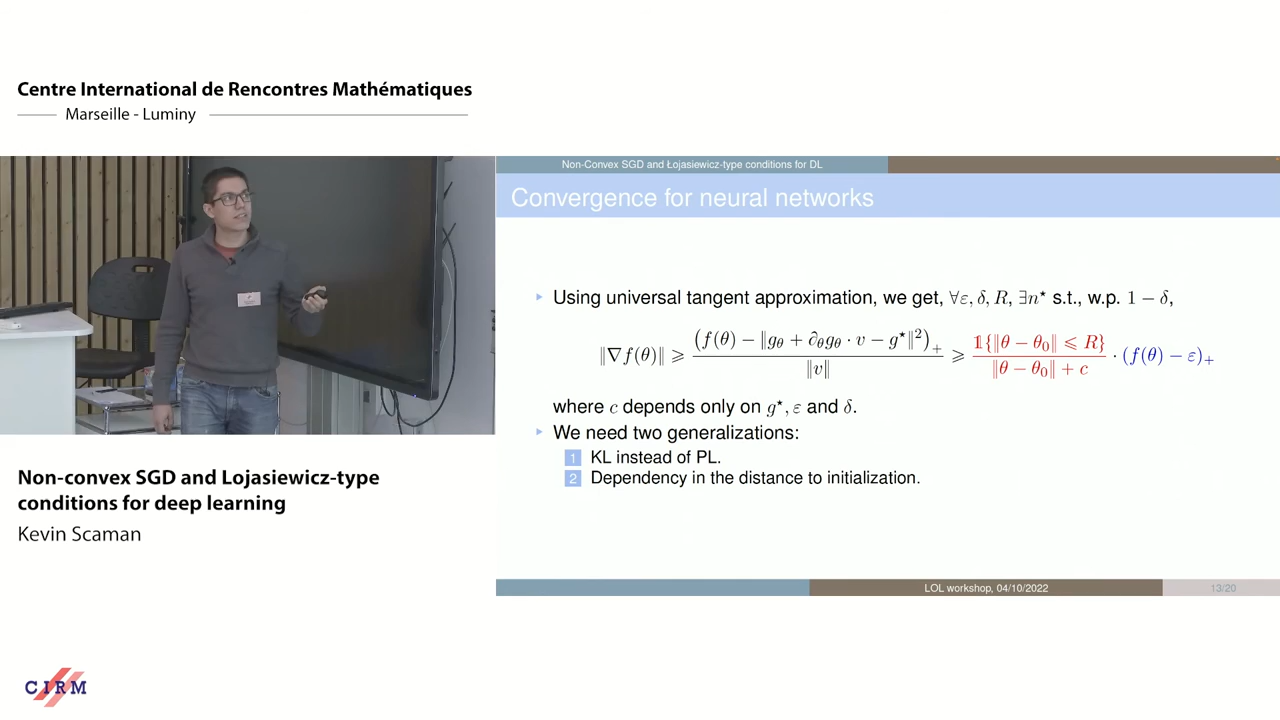 Centre International de Rencontres Mathématiques
Marseille - Luminy
Non-Convex SGD and Łojasiewicz-type conditions for DL
Convergence for neural networks
Using universal tangent approximation, we get, ∀ε, δ, R, ∃n⋆ s.t., w.p. 1 − δ,
‖∇f(θ)‖ ⩾ (f(θ) − ‖g_θ + ∂_θg_θ · v − g⋆‖²)₊ / ‖v‖ ⩾ 𝟙{‖θ − θ₀‖ ⩽ R} / (‖θ − θ₀‖ + c) · (f(θ) − ε)₊
where c depends only on g⋆, ε and δ.
We need two generalizations:
1 KL instead of PL.
2 Dependency in the distance to initialization.
LOL workshop, 04/10/2022
13/20
Non-convex SGD and Lojasiewicz-type
conditions for deep learning
Kevin Scaman
CIRM